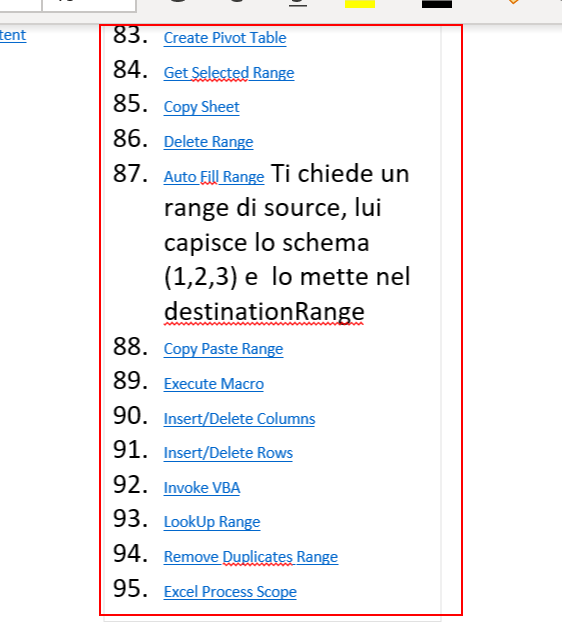 tent
83. Create Pivot Table
84. Get Selected Range
85. Copy Sheet
86. Delete Range
87. Auto Fill Range Ti chiede un
range di source, lui
capisce lo schema
(1,2,3) e lo mette nel
destinationRange
88. Copy Paste Range
89. Execute Macro
90. Insert/Delete Columns
91. Insert/Delete Rows
92. Invoke VBA
93. LookUp Range
94. Remove Duplicates Range
95. Excel Process Scope